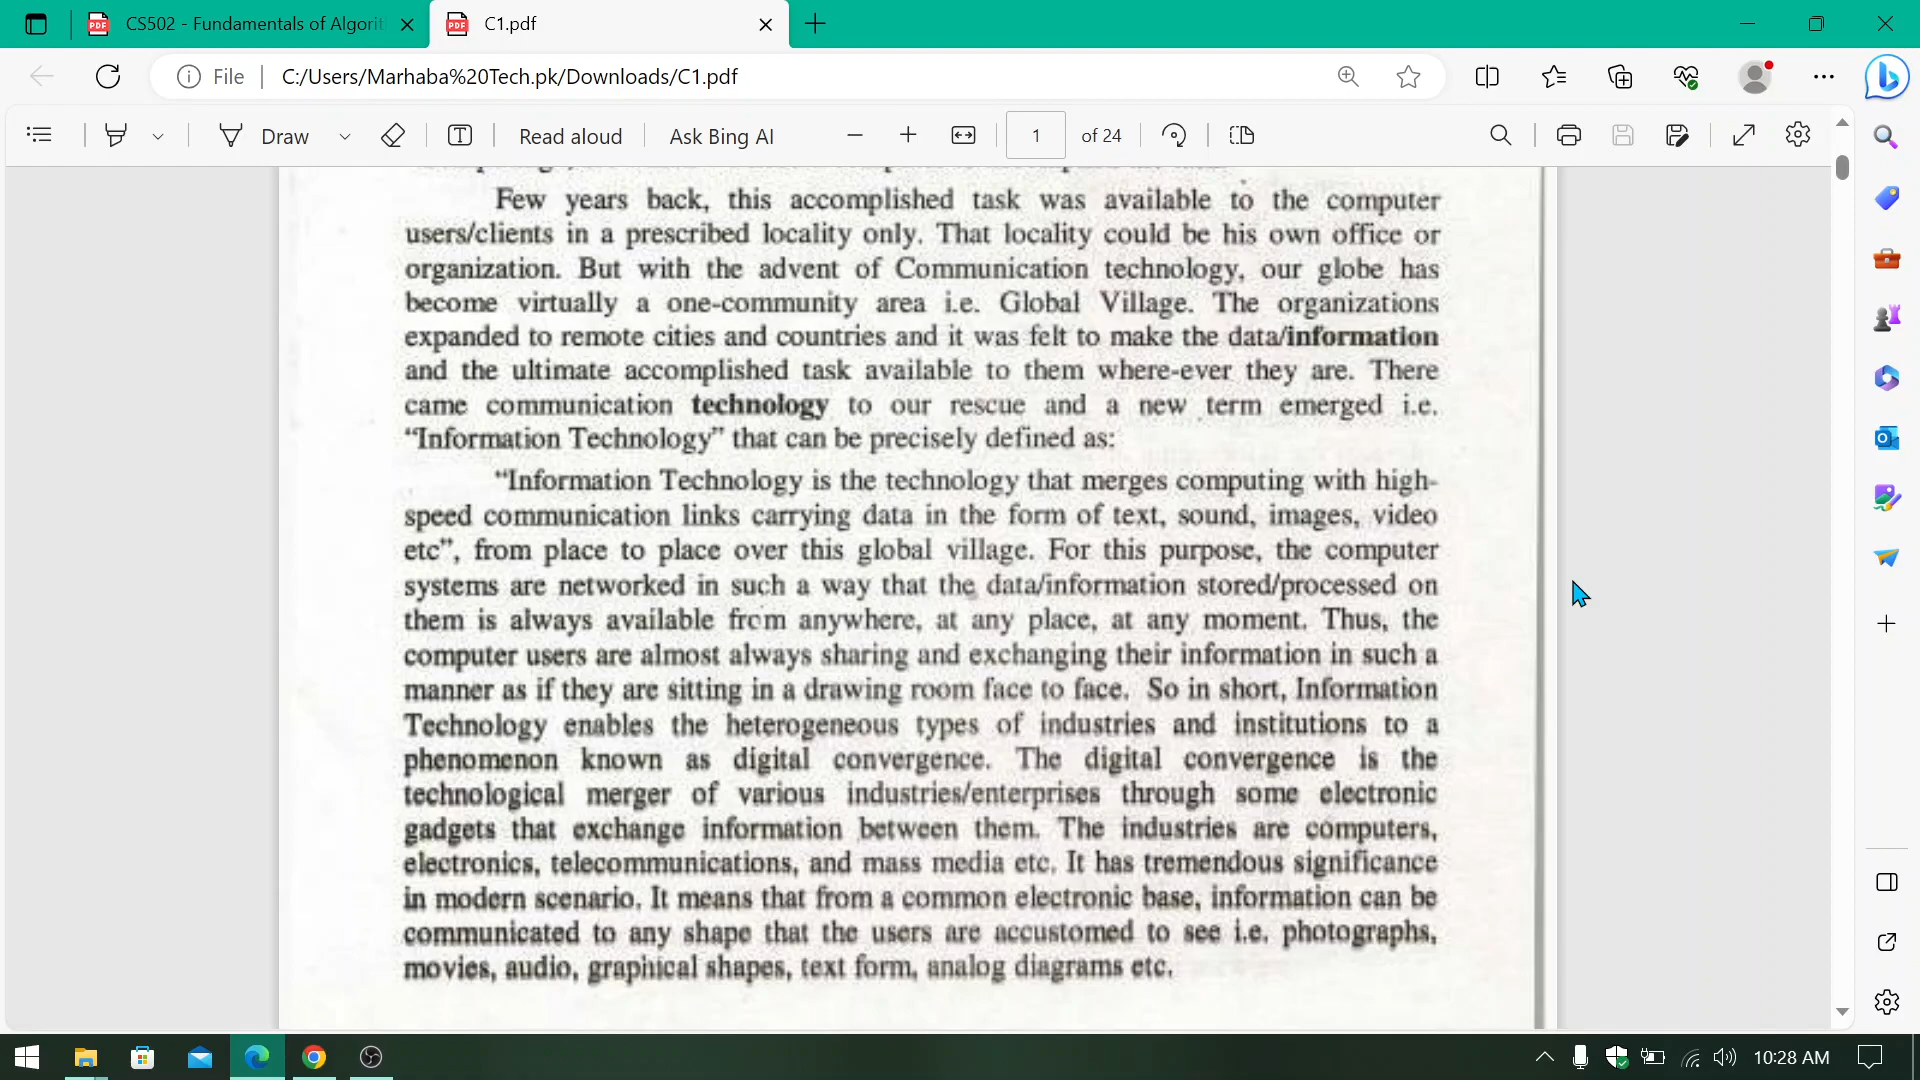 CS502 - Fundamentals of Algorit
C1.pdf
File
C:/Users/Marhaba%20Tech.pk/Downloads/C1.pdf
Draw
Read aloud
Ask Bing AI
1
of 24
Few years back, this accomplished task was available to the computer
users/clients in a prescribed locality only. That locality could be his own office or
organization. But with the advent of Communication technology, our globe has
become virtually a one-community area i.e. Global Village. The organizations
expanded to remote cities and countries and it was felt to make the data/information
and the ultimate accomplished task available to them where-ever they are. There
came communication technology to our rescue and a new term emerged i.e.
“Information Technology” that can be precisely defined as:
“Information Technology is the technology that merges computing with high-
speed communication links carrying data in the form of text, sound, images, video
etc”, from place to place over this global village. For this purpose, the computer
systems are networked in such a way that the data/information stored/processed on
them is always available from anywhere, at any place, at any moment. Thus, the
computer users are almost always sharing and exchanging their information in such a
manner as if they are sitting in a drawing room face to face. So in short, Information
Technology enables the heterogeneous types of industries and institutions to a
phenomenon known as digital convergence. The digital convergence is the
technological merger of various industries/enterprises through some electronic
gadgets that exchange information between them. The industries are computers,
electronics, telecommunications, and mass media etc. It has tremendous significance
in modern scenario. It means that from a common electronic base, information can be
communicated to any shape that the users are accustomed to see i.e. photographs,
movies, audio, graphical shapes, text form, analog diagrams etc.
10:28 AM